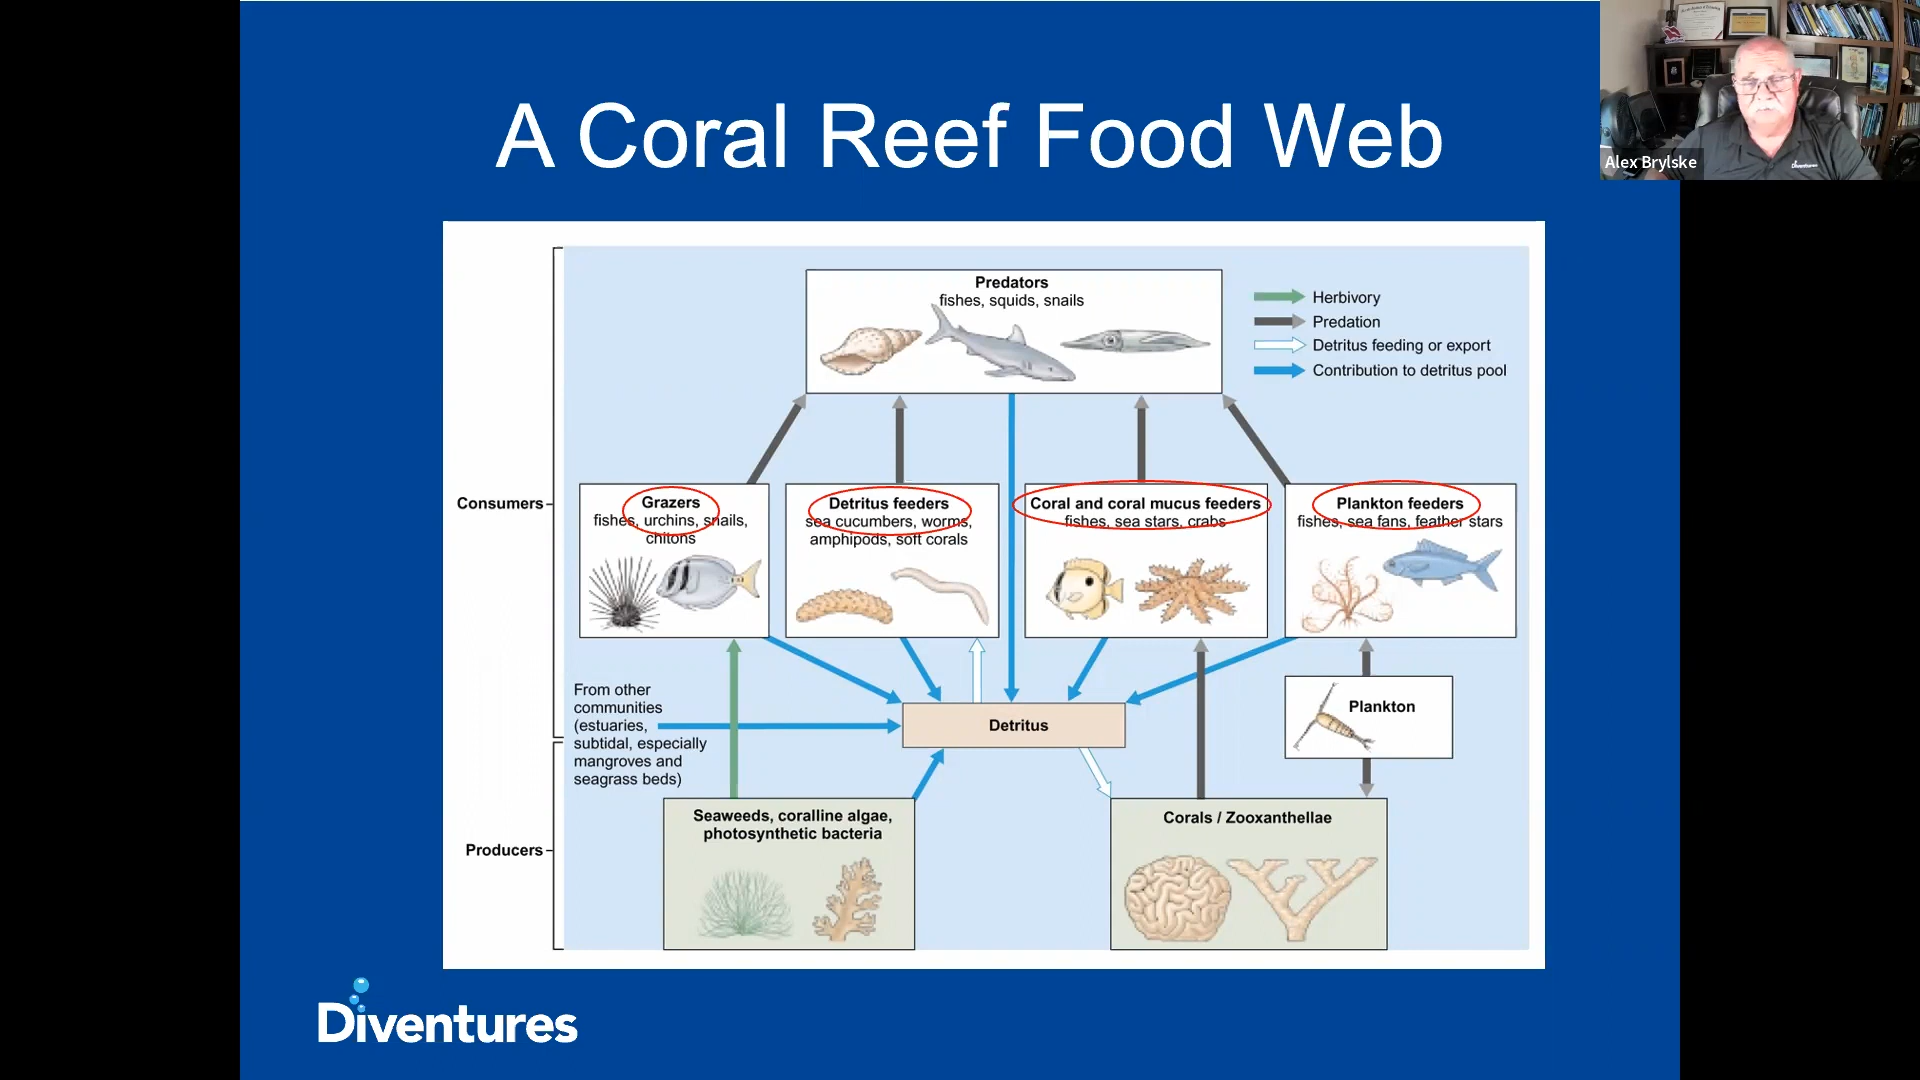 A Coral Reef Food Web
Alex Brylske
Diventures
Predators
fishes, squids, snails
Herbivory
Predation
Detritus feeding or export
Contribution to detritus pool
Consumers
Grazers
fishes, urchins, snails,
chitons
Detritus feeders
sea cucumbers, worms,
amphipods, soft corals
Coral and coral mucus feeders
fishes, sea stars, crabs
Plankton feeders
fishes, sea fans, feather stars
From other
communities
(estuaries,
subtidal, especially
mangroves and
seagrass beds)
Detritus
Plankton
Producers
Seaweeds, coralline algae,
photosynthetic bacteria
Corals / Zooxanthellae
Diventures